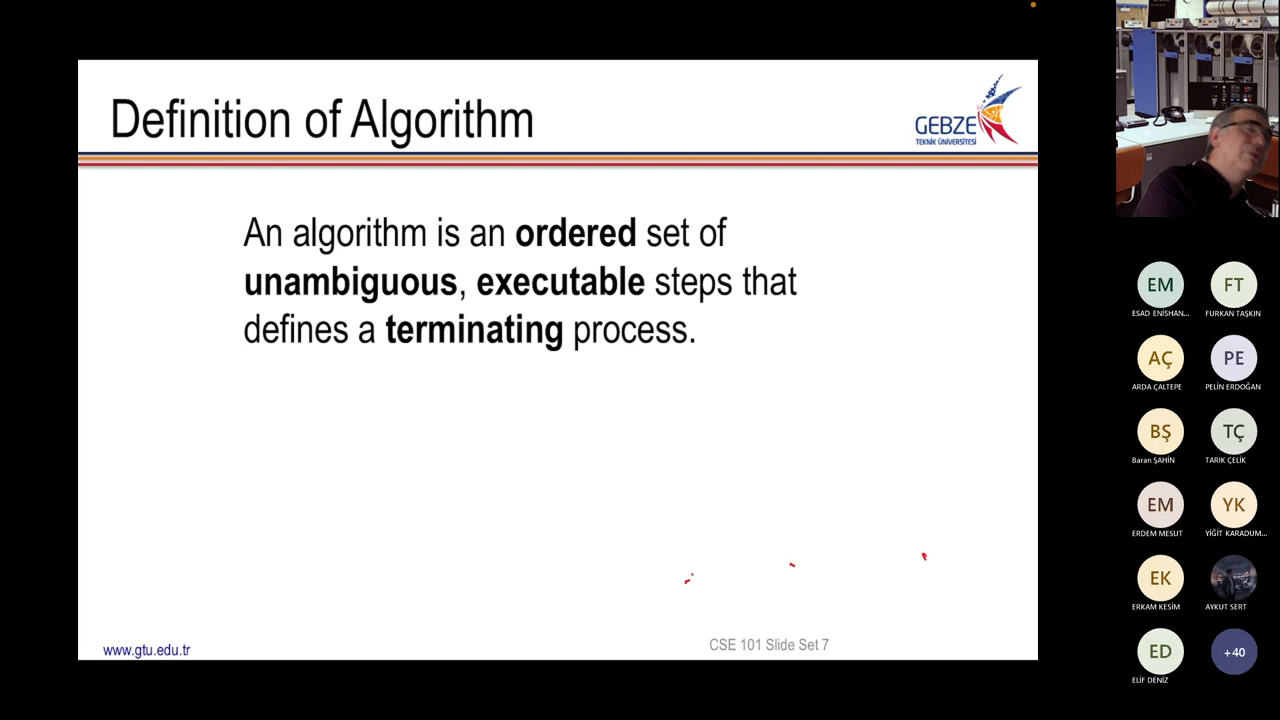 Definition of Algorithm
GEBZE
TEKNİK ÜNİVERSİTESİ
An algorithm is an ordered set of
unambiguous, executable steps that
defines a terminating process.
www.gtu.edu.tr
CSE 101 Slide Set 7
EM
ESAD ENİSHAN...
FT
FURKAN TAŞKIN
AÇ
ARDA ÇALTEPE
PE
PELİN ERDOĞAN
BŞ
Baran ŞAHİN
TÇ
TARIK ÇELİK
EM
ERDEM MESUT
YK
YİĞİT KARADUM...
EK
ERKAM KESİM
AYKUT SERT
ED
ELİF DENİZ
+40